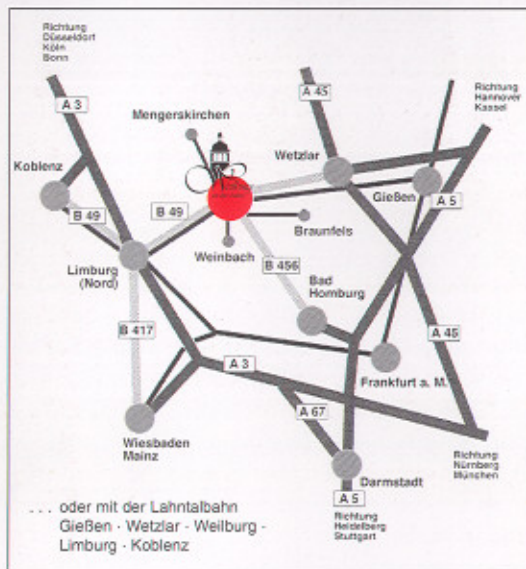 Richtung
Düsseldorf
Köln
Bonn
A 3
A 45
Richtung
Hannover
Kassel
Mengerskirchen
Wetzlar
Koblenz
Gießen
A 5
B 49
B 49
Braunfels
Weinbach
Limburg
(Nord)
B 456
Bad
Homburg
B 417
A 45
A 3
Frankfurt a. M.
A 67
Wiesbaden
Mainz
Richtung
Nürnberg
München
Darmstadt
A 5
Richtung
Heidelberg
Stuttgart
... oder mit der Lahntalbahn
Gießen - Wetzlar - Weilburg -
Limburg - Koblenz